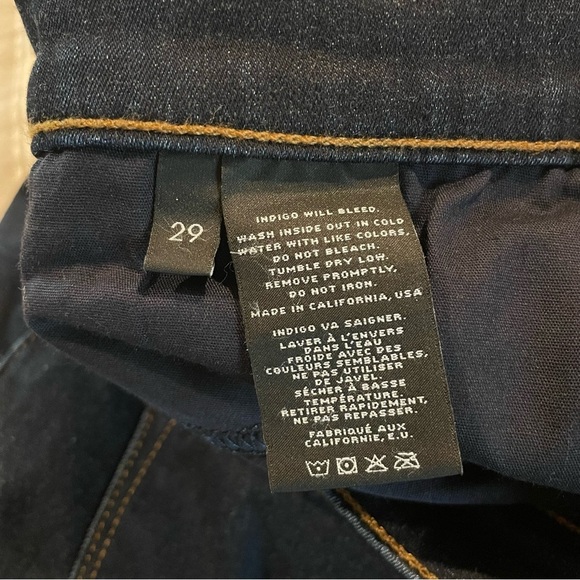 29
INDIGO WILL BLEED.
WASH INSIDE OUT IN COLD
WATER WITH LIKE COLORS,
DO NOT BLEACH.
TUMBLE DRY LOW.
REMOVE PROMPTLY,
DO NOT IRON.
MADE IN CALIFORNIA, USA
INDIGO VA SAIGNER.
LAVER À L'ENVERS
DANS L'EAU
FROIDE AVEC DES
COULEURS SEMBLABLES,
NE PAS UTILISER
DE JAVEL.
SÉCHER À BASSE
TEMPÉRATURE.
RETIRER RAPIDEMENT,
NE PAS REPASSER.
FABRIQUÉ AUX
CALIFORNIE, E.U.